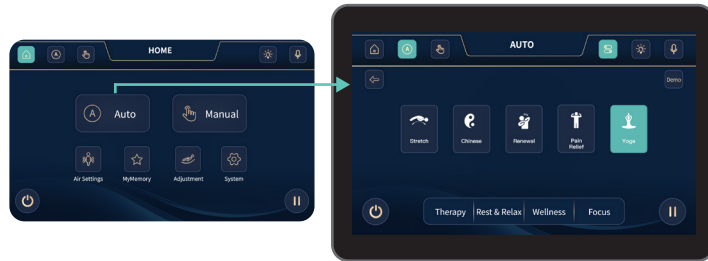 HOME
A
A Auto
Manual
Air Settings
MyMemory
Adjustment
System
AUTO
A
Demo
Stretch
Chinese
Renewal
Pain
Relief
Yoga
Therapy
Rest & Relax
Wellness
Focus